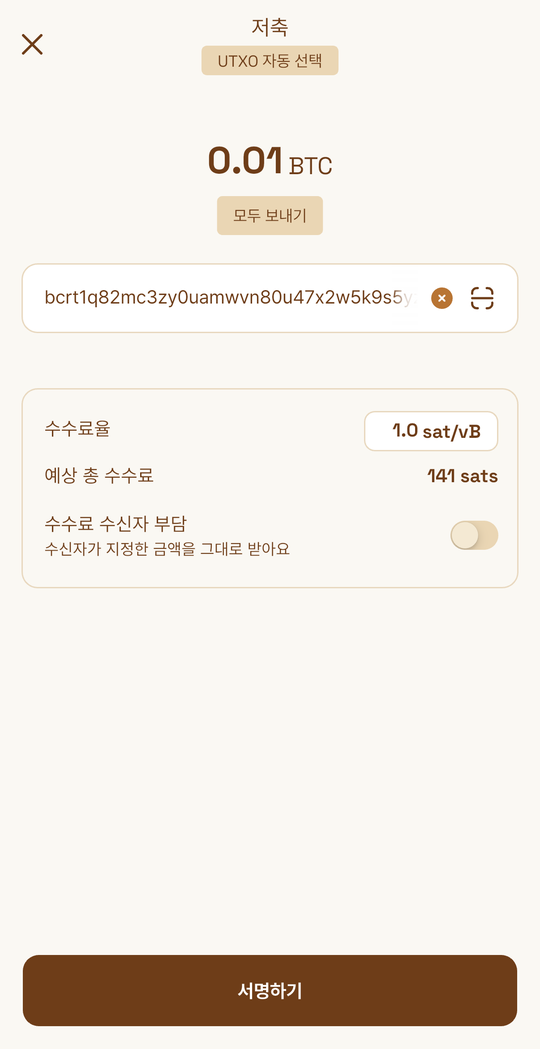 저축
UTXO 자동 선택
0.01 BTC
모두 보내기
bcrt1q82mc3zy0uamwvn80u47x2w5k9s5y
수수료율
1.0 sat/vB
예상 총 수수료
141 sats
수수료 수신자 부담
수신자가 지정한 금액을 그대로 받아요
서명하기